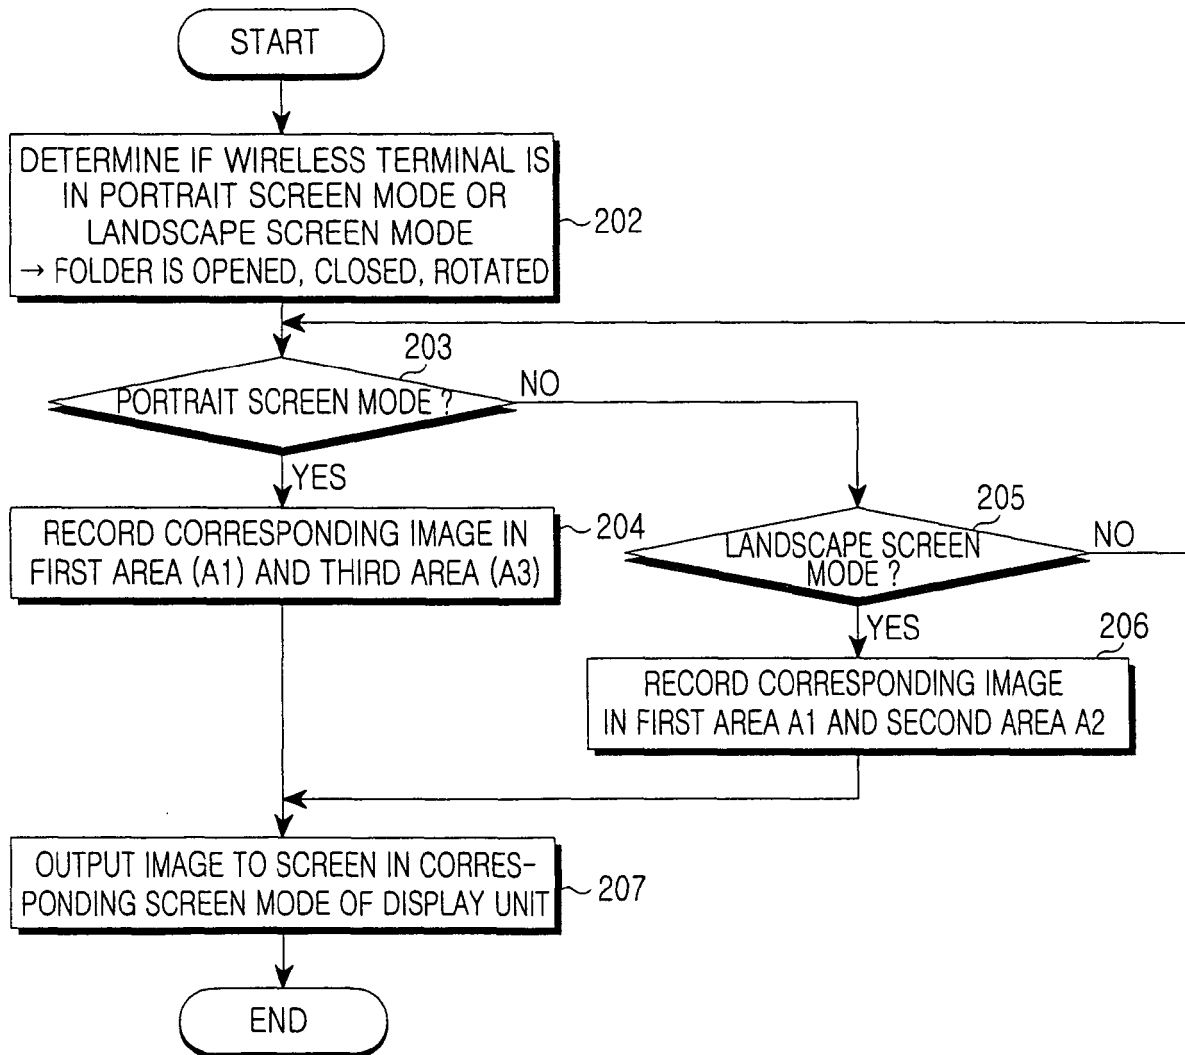 START
DETERMINE IF WIRELESS TERMINAL IS
IN PORTRAIT SCREEN MODE OR
LANDSCAPE SCREEN MODE
→ FOLDER IS OPENED, CLOSED, ROTATED
202
203
PORTRAIT SCREEN MODE ?
NO
YES
RECORD CORRESPONDING IMAGE IN
FIRST AREA (A1) AND THIRD AREA (A3)
204
205
LANDSCAPE SCREEN
MODE ?
NO
YES
206
RECORD CORRESPONDING IMAGE
IN FIRST AREA A1 AND SECOND AREA A2
OUTPUT IMAGE TO SCREEN IN CORRES-
PONDING SCREEN MODE OF DISPLAY UNIT
207
END